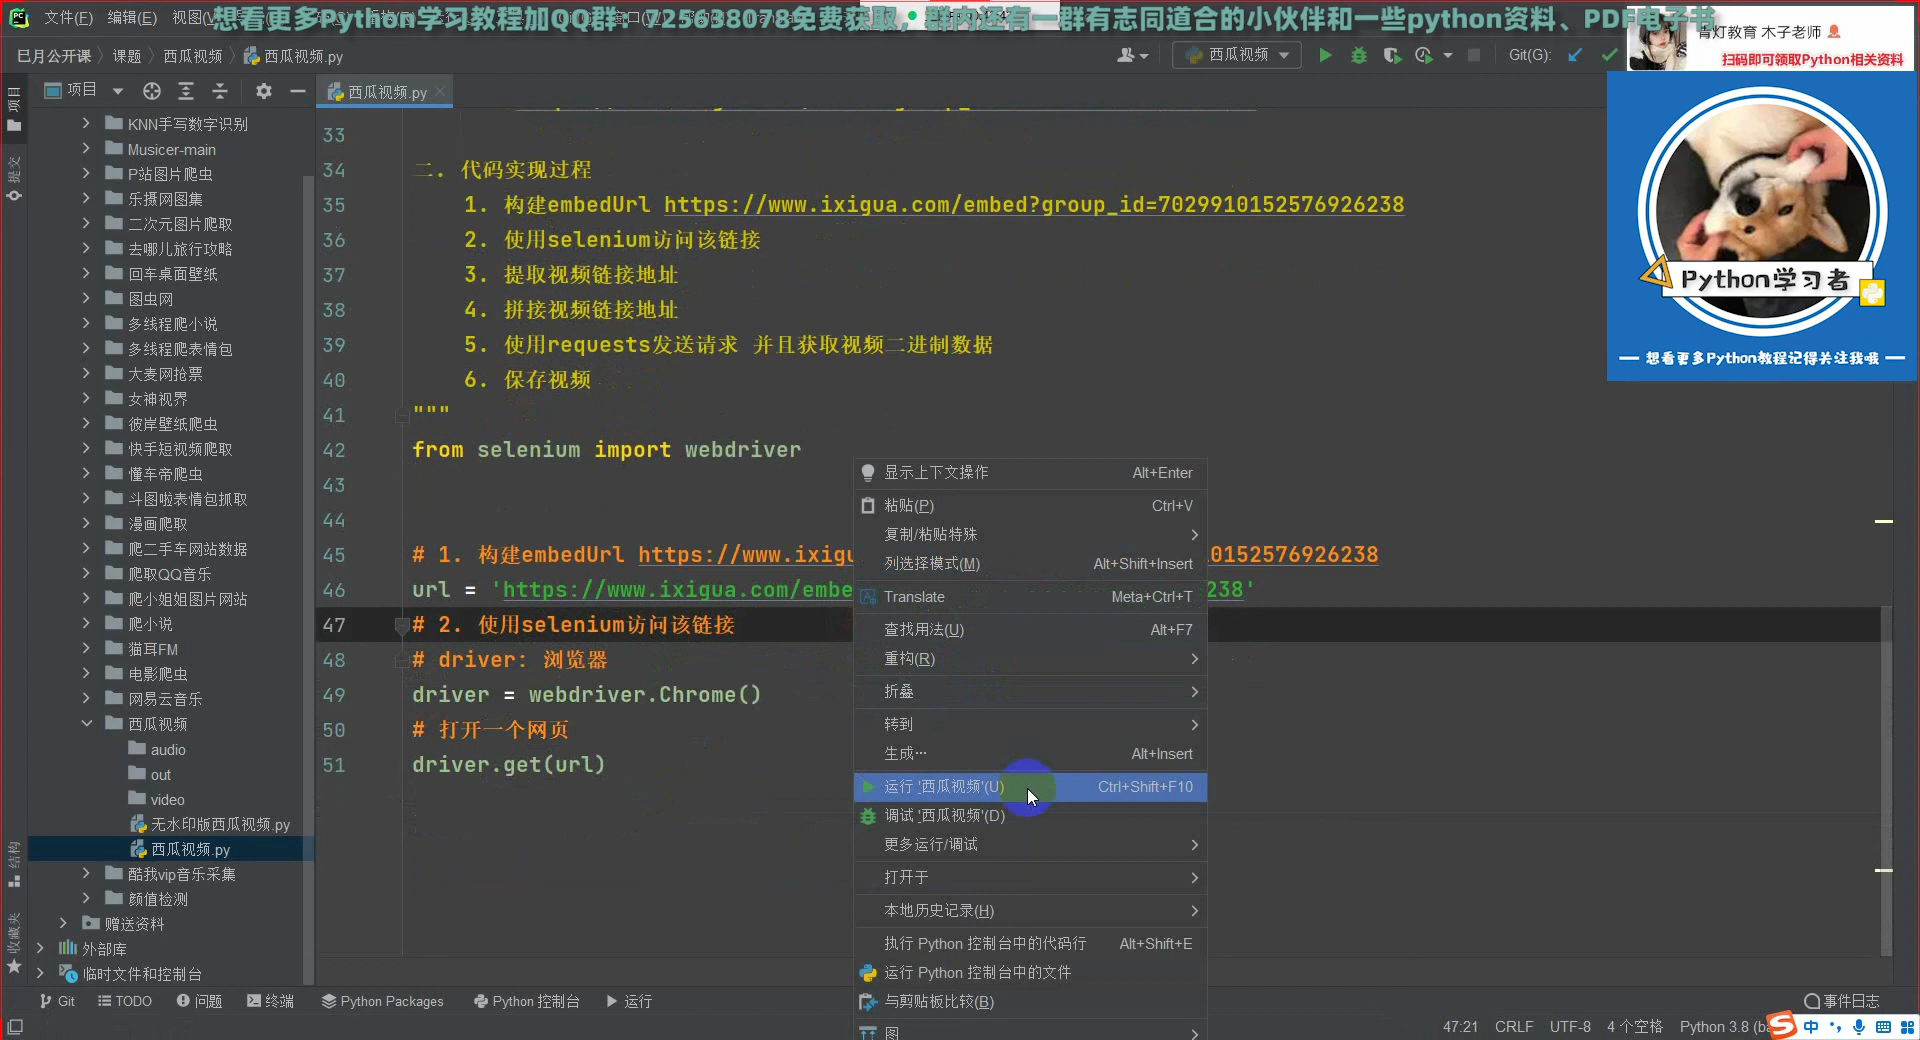 想看更多Python学习教程加QQ群：725638078免费获取，群内还有一群有志同道合的小伙伴和一些python资料、PDF电子书
文件(F) 编辑(E) 视图(V)
青灯教育 木子老师
扫码即可领取Python相关资料
巳月公开课 课题 西瓜视频 西瓜视频.py
西瓜视频
Git(G):
项目
西瓜视频.py
项目
提交
结构
收藏夹
KNN手写数字识别
Musicer-main
P站图片爬虫
乐摄网图集
二次元图片爬取
去哪儿旅行攻略
回车桌面壁纸
图虫网
多线程爬小说
多线程爬表情包
大麦网抢票
女神视界
彼岸壁纸爬虫
快手短视频爬取
懂车帝爬虫
斗图啦表情包抓取
漫画爬取
爬二手车网站数据
爬取QQ音乐
爬小姐姐图片网站
爬小说
猫耳FM
电影爬虫
网易云音乐
西瓜视频
audio
out
video
无水印版西瓜视频.py
西瓜视频.py
酷我vip音乐采集
颜值检测
赠送资料
外部库
临时文件和控制台
33
34 二. 代码实现过程
35 1. 构建embedUrl https://www.ixigua.com/embed?group_id=7029910152576926238
36 2. 使用selenium访问该链接
37 3. 提取视频链接地址
38 4. 拼接视频链接地址
39 5. 使用requests发送请求 并且获取视频二进制数据
40 6. 保存视频
41 """
42 from selenium import webdriver
43
44
45 # 1. 构建embedUrl https://www.ixigu 0152576926238
46 url = 'https://www.ixigua.com/embe 238'
47 # 2. 使用selenium访问该链接
48 # driver: 浏览器
49 driver = webdriver.Chrome()
50 # 打开一个网页
51 driver.get(url)
显示上下文操作 Alt+Enter
粘贴(P) Ctrl+V
复制/粘贴特殊
列选择模式(M) Alt+Shift+Insert
Translate Meta+Ctrl+T
查找用法(U) Alt+F7
重构(R)
折叠
转到
生成… Alt+Insert
运行'西瓜视频'(U) Ctrl+Shift+F10
调试'西瓜视频'(D)
更多运行/调试
打开于
本地历史记录(H)
执行 Python 控制台中的代码行 Alt+Shift+E
运行 Python 控制台中的文件
与剪贴板比较(B)
图
Python学习者
想看更多Python教程记得关注我哦
Git TODO 问题 终端 Python Packages Python 控制台 运行
事件日志
47:21 CRLF UTF-8 4 个空格 Python 3.8 (ba
中